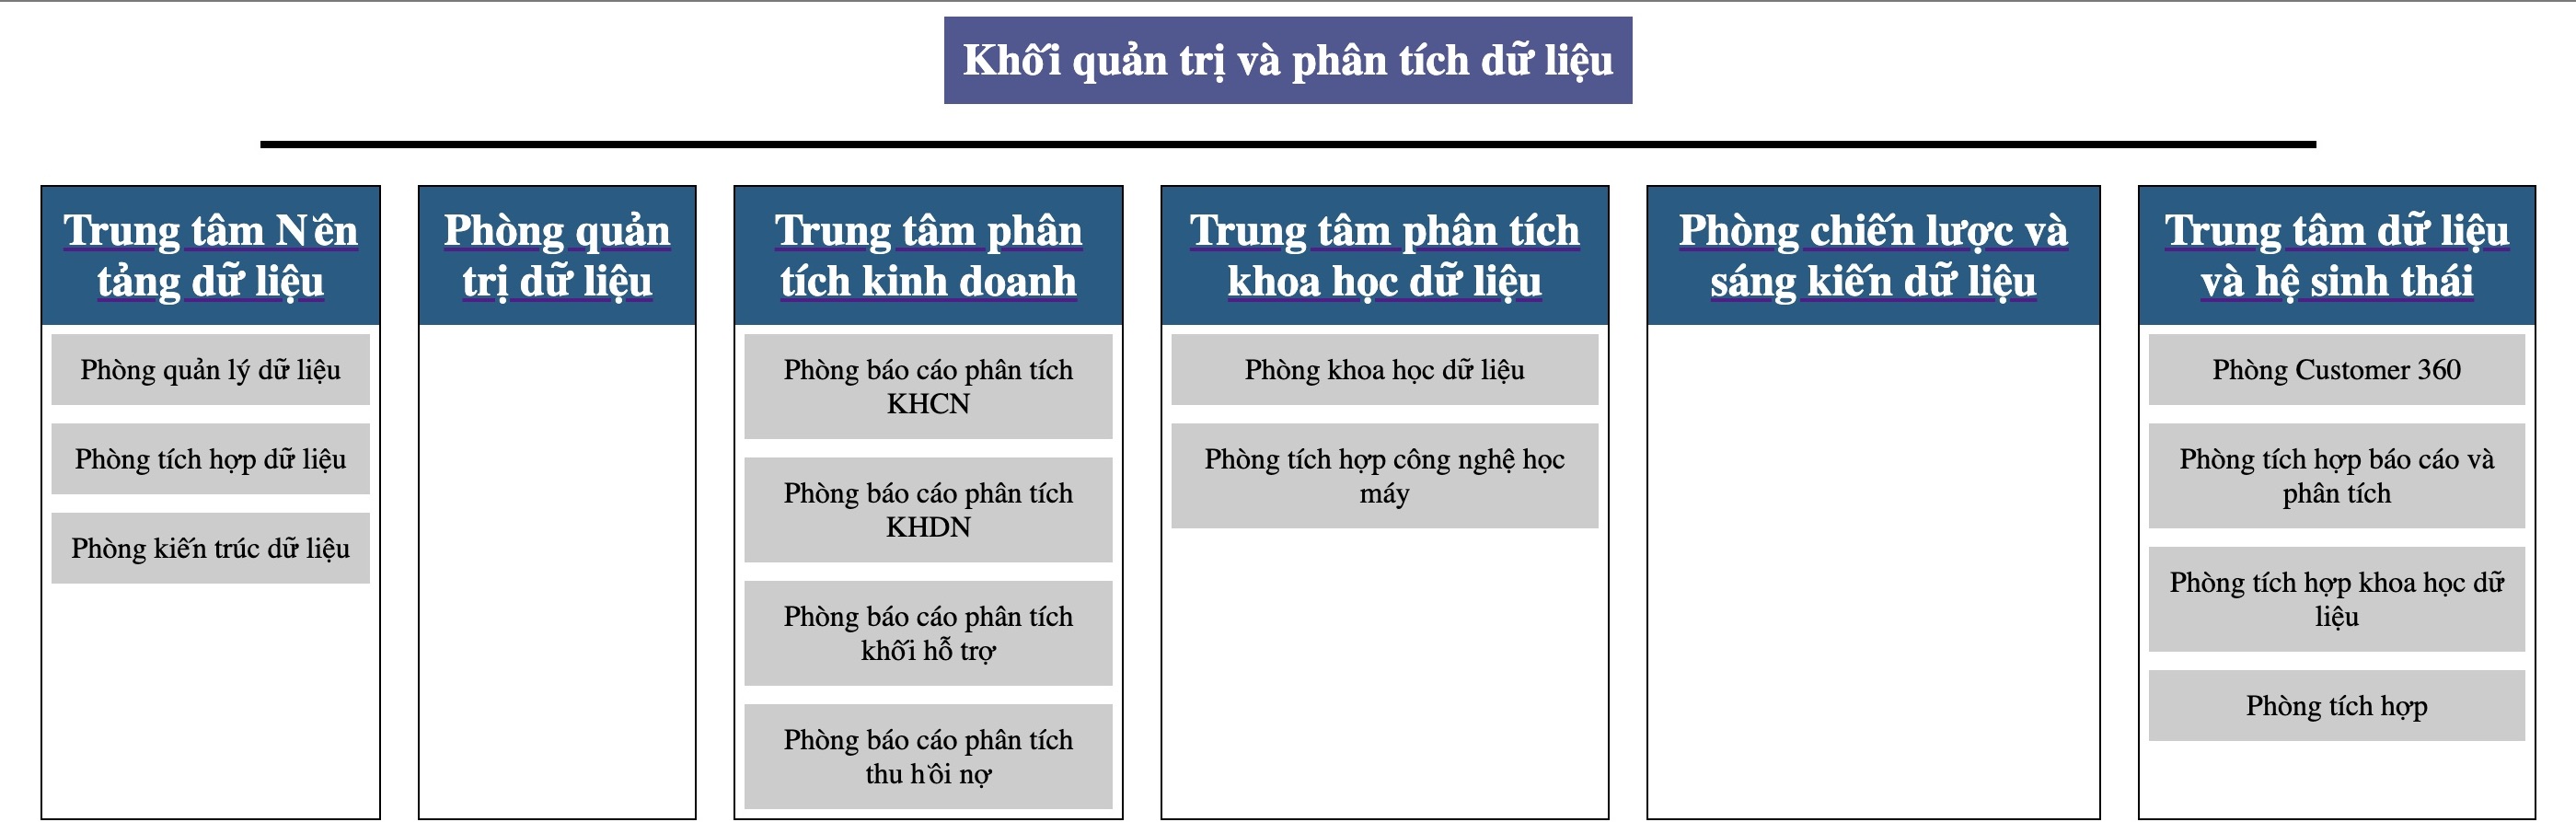 Khối quản trị và phân tích dữ liệu
Trung tâm Nền
tảng dữ liệu
Phòng quản lý dữ liệu
Phòng tích hợp dữ liệu
Phòng kiến trúc dữ liệu
Phòng quản
trị dữ liệu
Trung tâm phân
tích kinh doanh
Phòng báo cáo phân tích
KHCN
Phòng báo cáo phân tích
KHDN
Phòng báo cáo phân tích
khối hỗ trợ
Phòng báo cáo phân tích
thu hồi nợ
Trung tâm phân tích
khoa học dữ liệu
Phòng khoa học dữ liệu
Phòng tích hợp công nghệ học
máy
Phòng chiến lược và
sáng kiến dữ liệu
Trung tâm dữ liệu
và hệ sinh thái
Phòng Customer 360
Phòng tích hợp báo cáo và
phân tích
Phòng tích hợp khoa học dữ
liệu
Phòng tích hợp